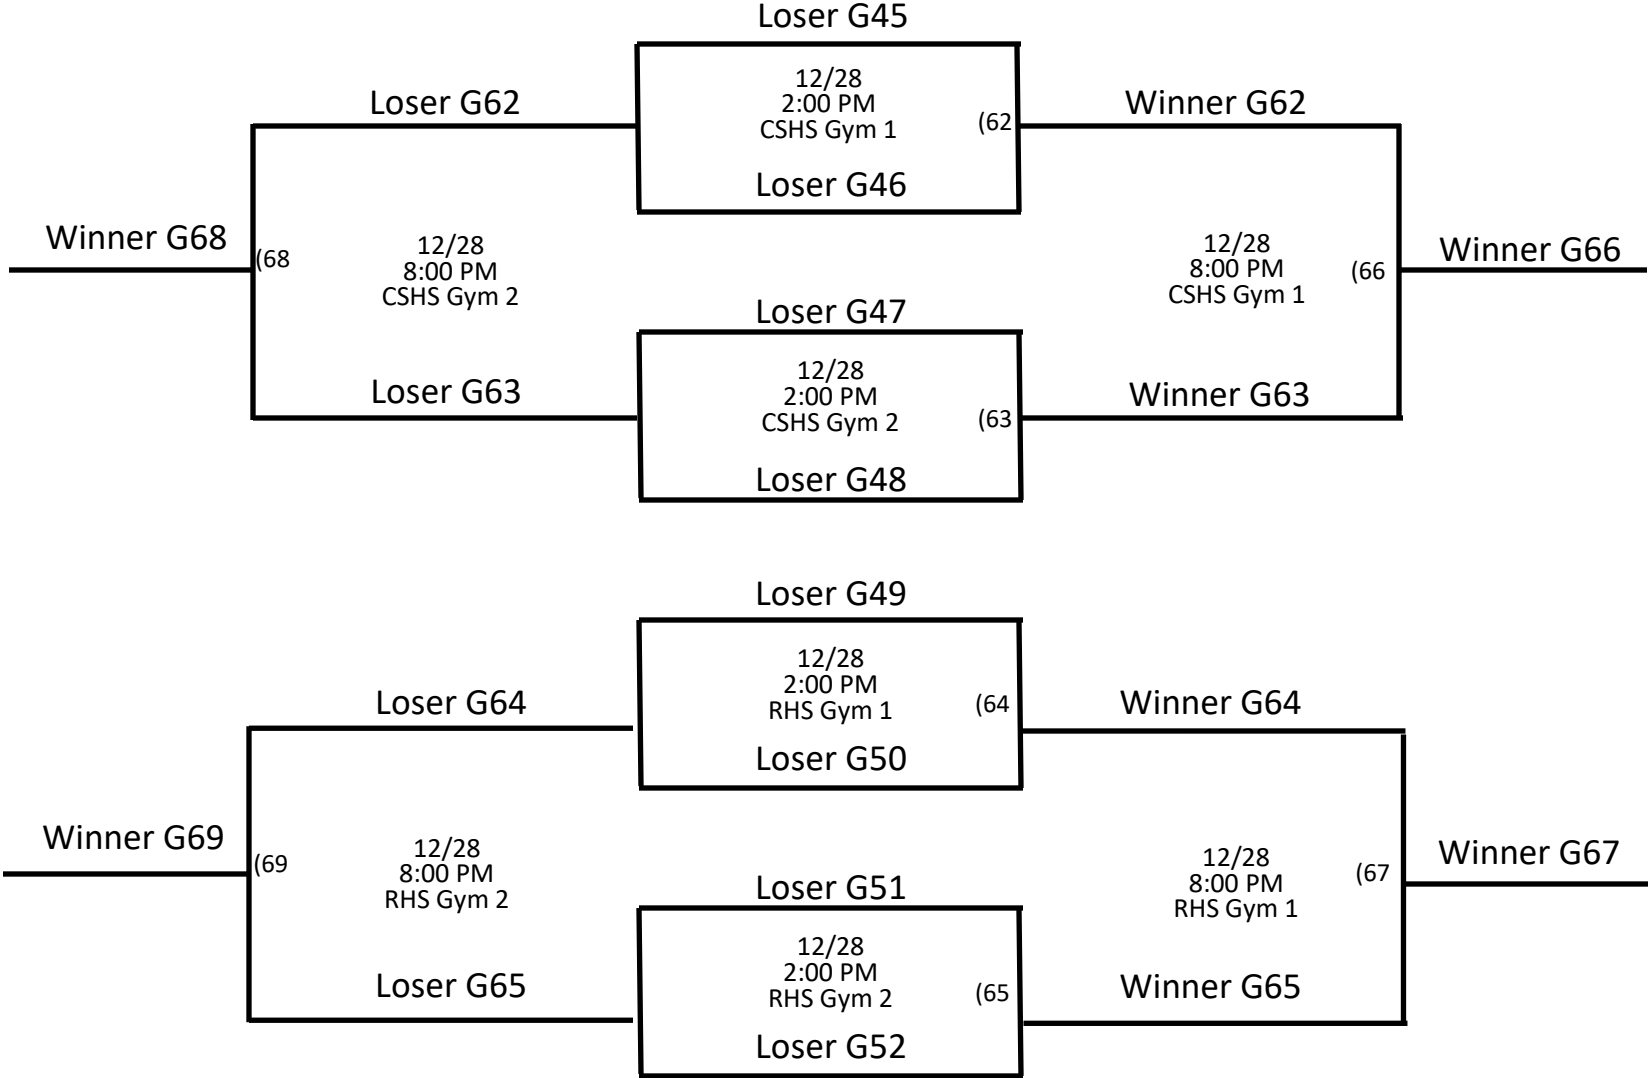 Loser G45
12/28
2:00 PM
CSHS Gym 1
(62
Loser G46
Loser G62
Winner G62
Winner G68
(68
12/28
8:00 PM
CSHS Gym 2
12/28
8:00 PM
CSHS Gym 1
(66
Winner G66
Loser G47
12/28
2:00 PM
CSHS Gym 2
(63
Loser G48
Loser G63
Winner G63
Loser G49
12/28
2:00 PM
RHS Gym 1
(64
Loser G50
Loser G64
Winner G64
Winner G69
(69
12/28
8:00 PM
RHS Gym 2
12/28
8:00 PM
RHS Gym 1
(67
Winner G67
Loser G51
12/28
2:00 PM
RHS Gym 2
(65
Loser G52
Loser G65
Winner G65